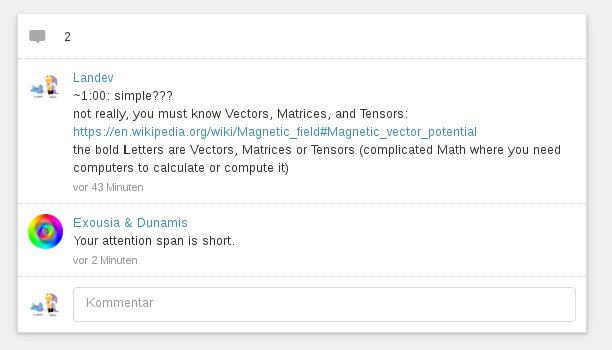 2
Landev
~1:00: simple???
not really, you must know Vectors, Matrices, and Tensors:
https://en.wikipedia.org/wiki/Magnetic_field#Magnetic_vector_potential
the bold Letters are Vectors, Matrices or Tensors (complicated Math where you need
computers to calculate or compute it)
vor 43 Minuten
Exousia & Dunamis
Your attention span is short.
vor 2 Minuten
Kommentar